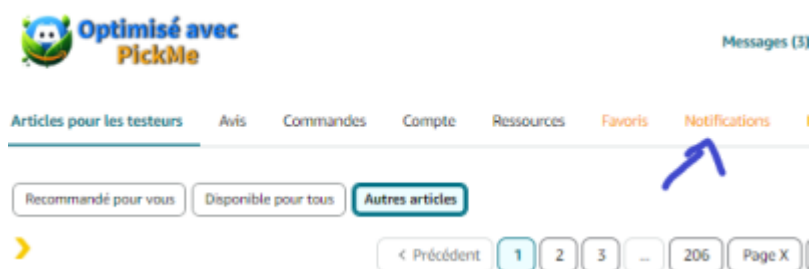 Optimisé avec
PickMe
Messages (3)
Articles pour les testeurs Avis Commandes Compte Ressources Favoris Notifications
Recommandé pour vous Disponible pour tous Autres articles
‹ Précédent 1 2 3 ... 206 Page X